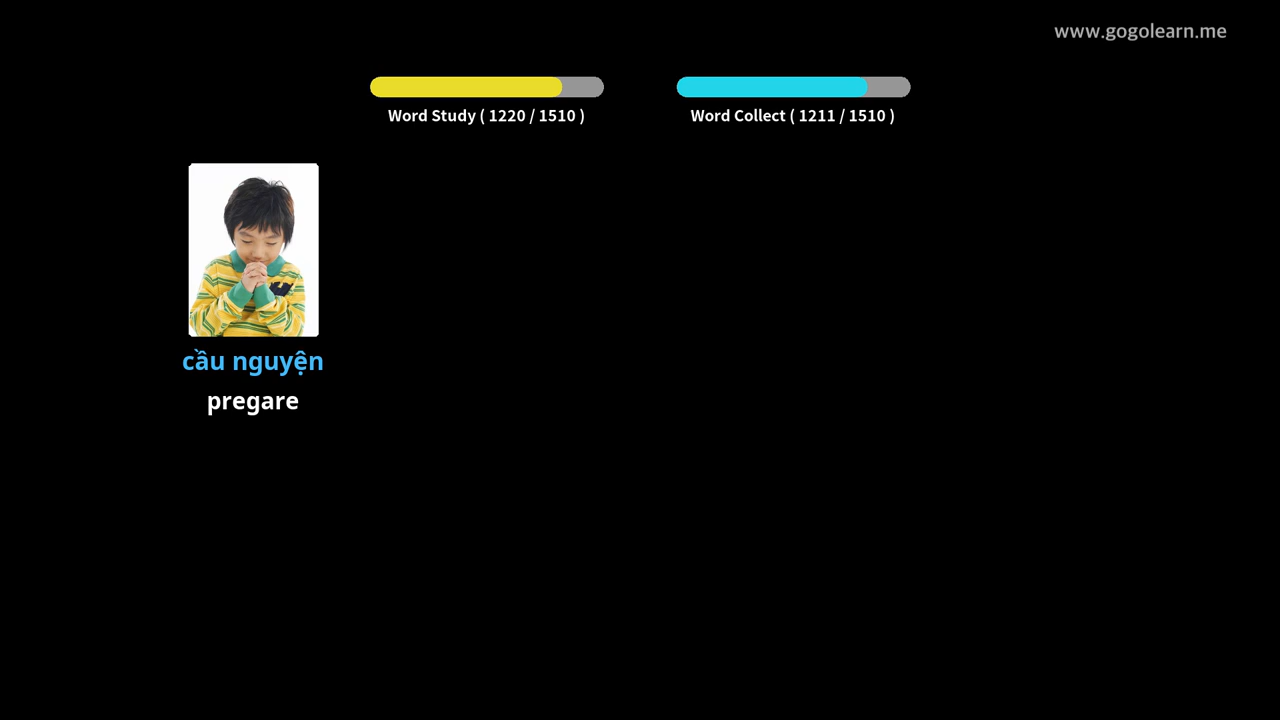 www.gogolearn.me
Word Study ( 1220 / 1510 )
Word Collect ( 1211 / 1510 )
cầu nguyện
pregare